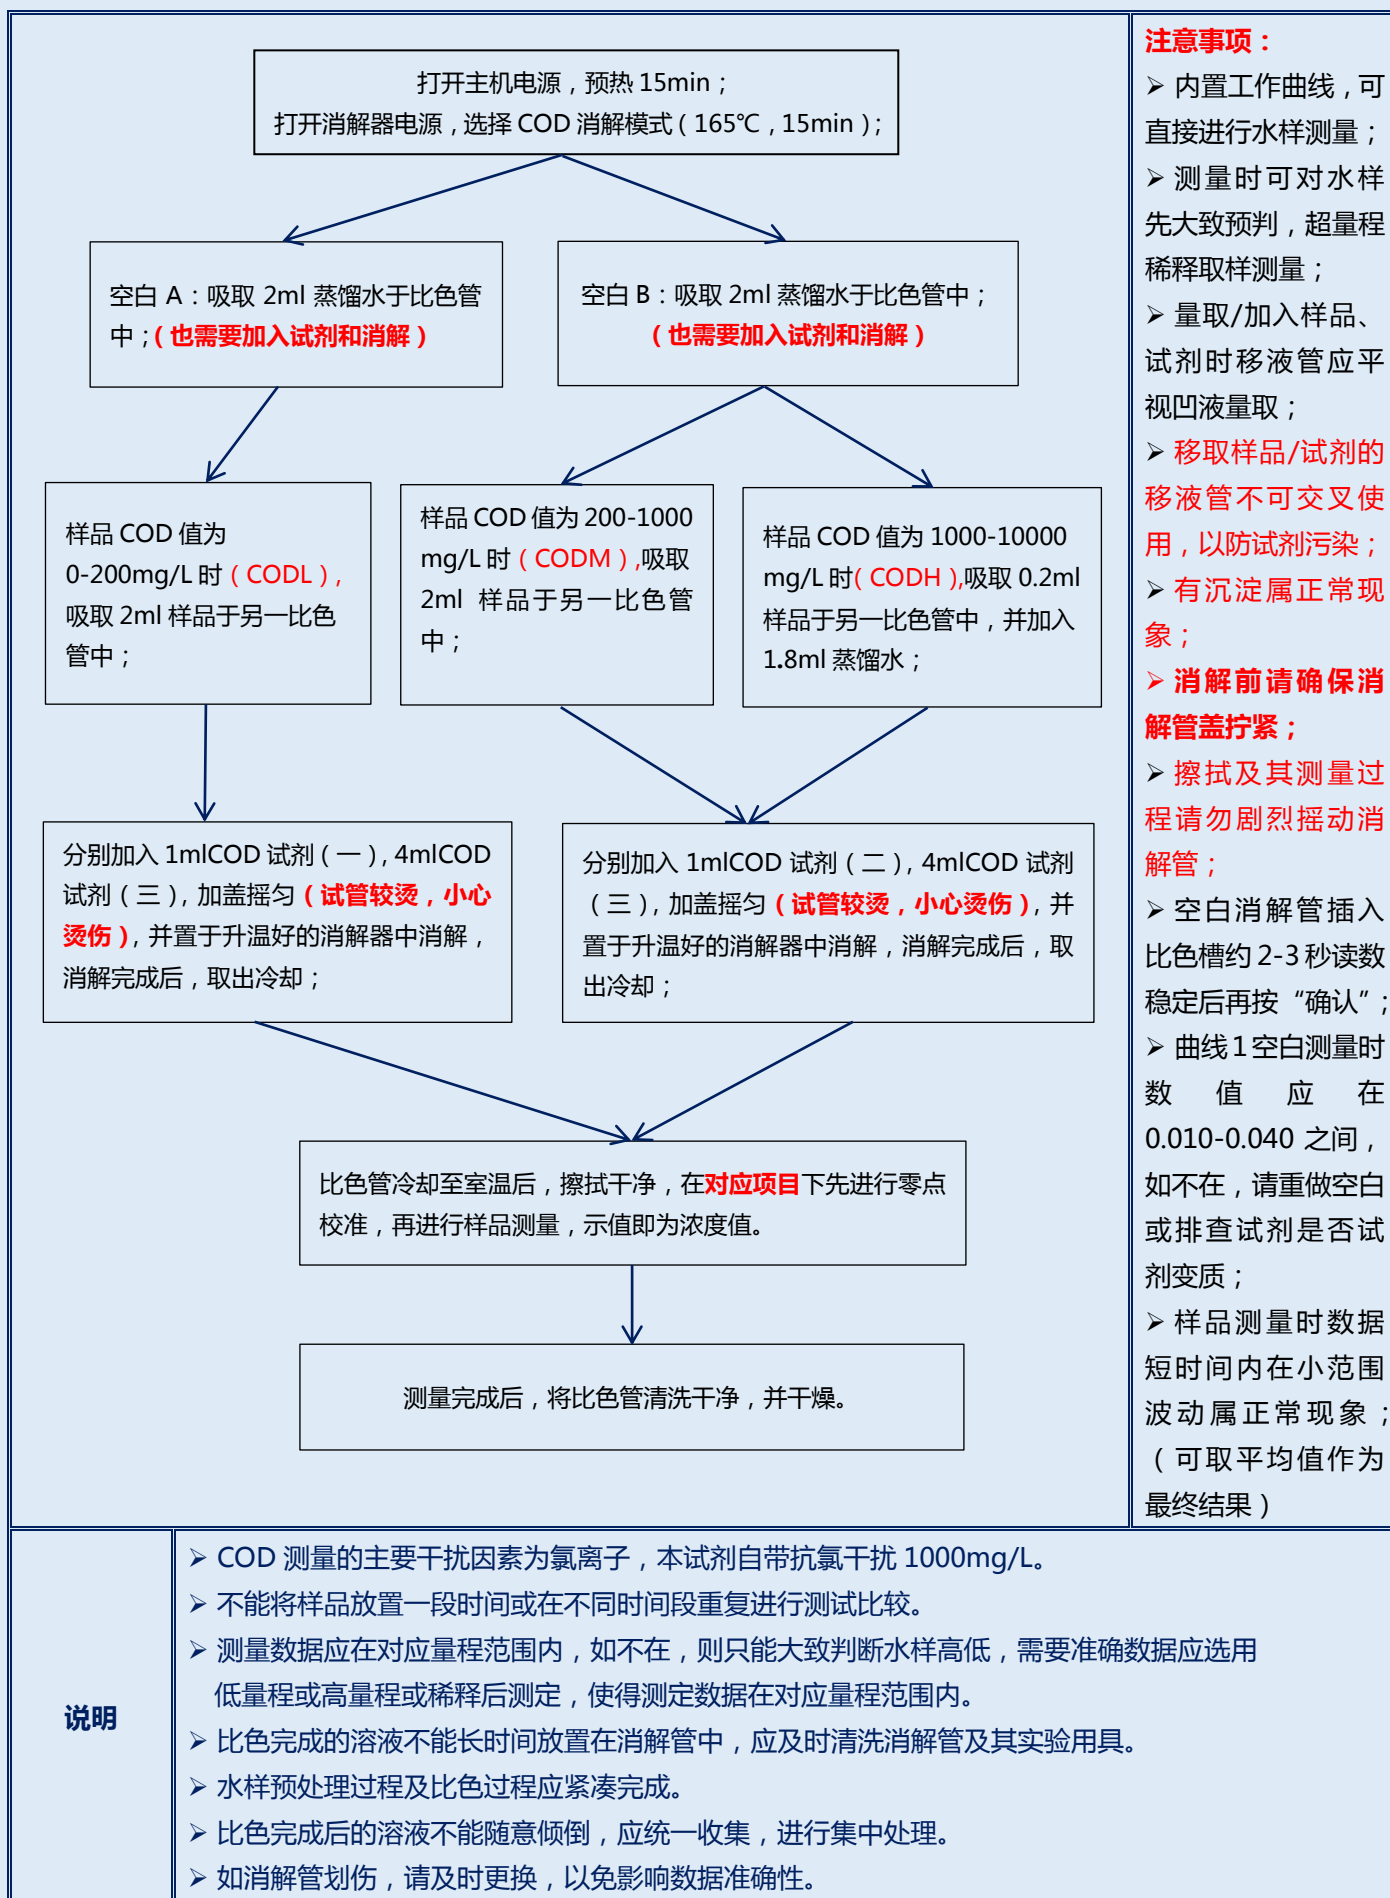 打开主机电源，预热 15min；
打开消解器电源，选择 COD 消解模式（165℃，15min）；
空白 A：吸取 2ml 蒸馏水于比色管
中；（也需要加入试剂和消解）
空白 B：吸取 2ml 蒸馏水于比色管中；
（也需要加入试剂和消解）
样品 COD 值为
0-200mg/L 时（CODL），
吸取 2ml 样品于另一比色
管中；
样品 COD 值为 200-1000
mg/L 时（CODM），吸取
2ml 样品于另一比色管
中；
样品 COD 值为 1000-10000
mg/L 时（CODH），吸取 0.2ml
样品于另一比色管中，并加入
1.8ml 蒸馏水；
分别加入 1mlCOD 试剂（一），4mlCOD
试剂（三），加盖摇匀（试管较烫，小心
烫伤），并置于升温好的消解器中消解，
消解完成后，取出冷却；
分别加入 1mlCOD 试剂（二），4mlCOD 试剂
（三），加盖摇匀（试管较烫，小心烫伤），并
置于升温好的消解器中消解，消解完成后，取
出冷却；
比色管冷却至室温后，擦拭干净，在对应项目下先进行零点
校准，再进行样品测量，示值即为浓度值。
测量完成后，将比色管清洗干净，并干燥。
注意事项：
➢ 内置工作曲线，可
直接进行水样测量；
➢ 测量时可对水样
先大致预判，超量程
稀释取样测量；
➢ 量取/加入样品、
试剂时移液管应平
视凹液量取；
➢ 移取样品/试剂的
移液管不可交叉使
用，以防试剂污染；
➢ 有沉淀属正常现
象；
➢ 消解前请确保消
解管盖拧紧；
➢ 擦拭及其测量过
程请勿剧烈摇动消
解管；
➢ 空白消解管插入
比色槽约 2-3 秒读数
稳定后再按“确认”；
➢ 曲线 1 空白测量时
数值应在
0.010-0.040 之间，
如不在，请重做空白
或排查试剂是否试
剂变质；
➢ 样品测量时数据
短时间内在小范围
波动属正常现象；
（可取平均值作为
最终结果）
说明
➢ COD 测量的主要干扰因素为氯离子，本试剂自带抗氯干扰 1000mg/L。
➢ 不能将样品放置一段时间或在不同时间段重复进行测试比较。
➢ 测量数据应在对应量程范围内，如不在，则只能大致判断水样高低，需要准确数据应选用
低量程或高量程或稀释后测定，使得测定数据在对应量程范围内。
➢ 比色完成的溶液不能长时间放置在消解管中，应及时清洗消解管及其实验用具。
➢ 水样预处理过程及比色过程应紧凑完成。
➢ 比色完成后的溶液不能随意倾倒，应统一收集，进行集中处理。
➢ 如消解管划伤，请及时更换，以免影响数据准确性。